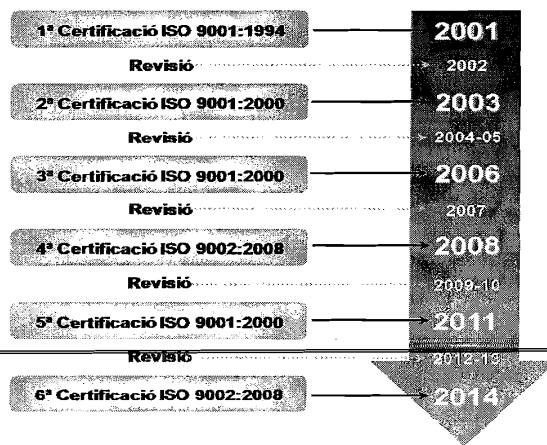 1ª Certificació ISO 9001:1994 2001
Revisió 2002
2ª Certificació ISO 9001:2000 2003
Revisió 2004-05
3ª Certificació ISO 9001:2000 2006
Revisió 2007
4ª Certificació ISO 9002:2008 2008
Revisió 2009-10
5ª Certificació ISO 9001:2000 2011
Revisió 2012-13
6ª Certificació ISO 9002:2008 2014